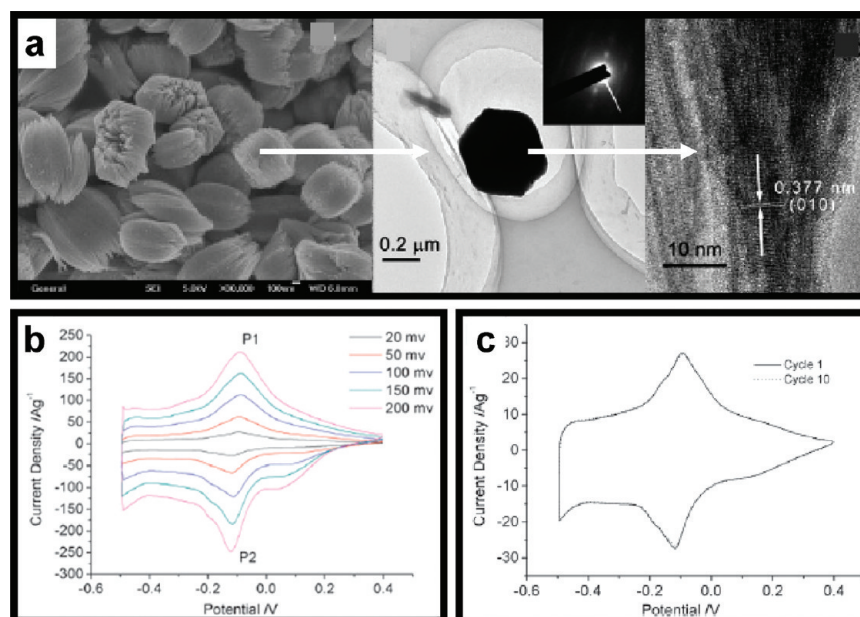 a
General SEI 5.0kV X80,000 100nm WD 6.8mm
0.2 µm
0.377 nm
(010)
10 nm
b
P1
P2
20 mv
50 mv
100 mv
150 mv
200 mv
Current Density /Ag⁻¹
250
200
150
100
50
0
-50
-100
-150
-200
-250
-300
-0.6 -0.4 -0.2 0.0 0.2 0.4
Potential /V
c
Cycle 1
Cycle 10
Current Density /Ag⁻¹
30
20
10
0
-10
-20
-30
-0.6 -0.4 -0.2 0.0 0.2 0.4
Potential /V